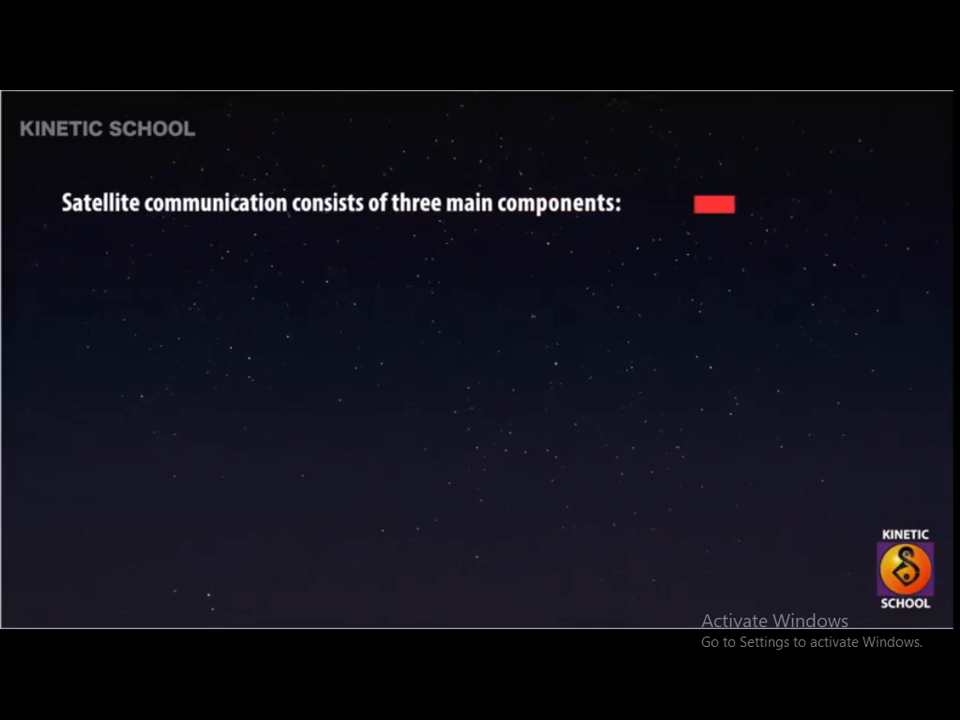 KINETIC SCHOOL
Satellite communication consists of three main components:
KINETIC
SCHOOL
Activate Windows
Go to Settings to activate Windows.